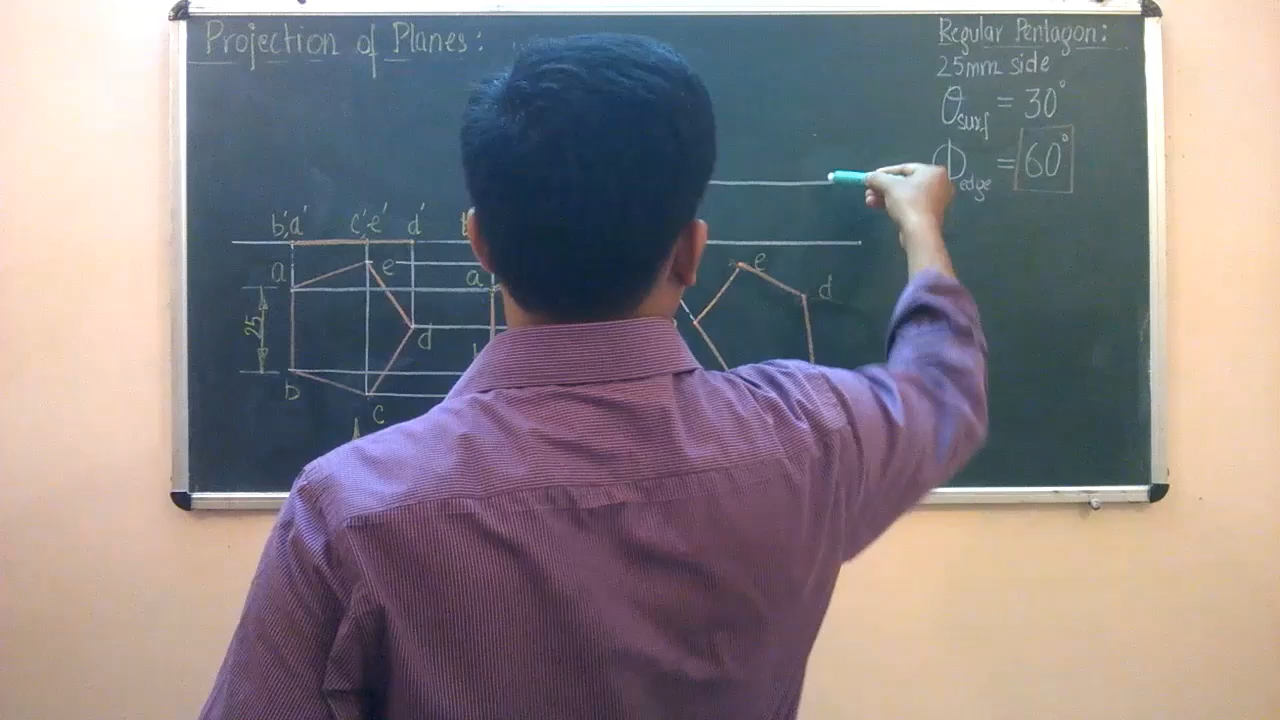 Projection of Planes:
Regular Pentagon:
25mm side
θsurf = 30°
Φedge = 60°
b',a' c',e' d'
a e a e d
25
d
b
c